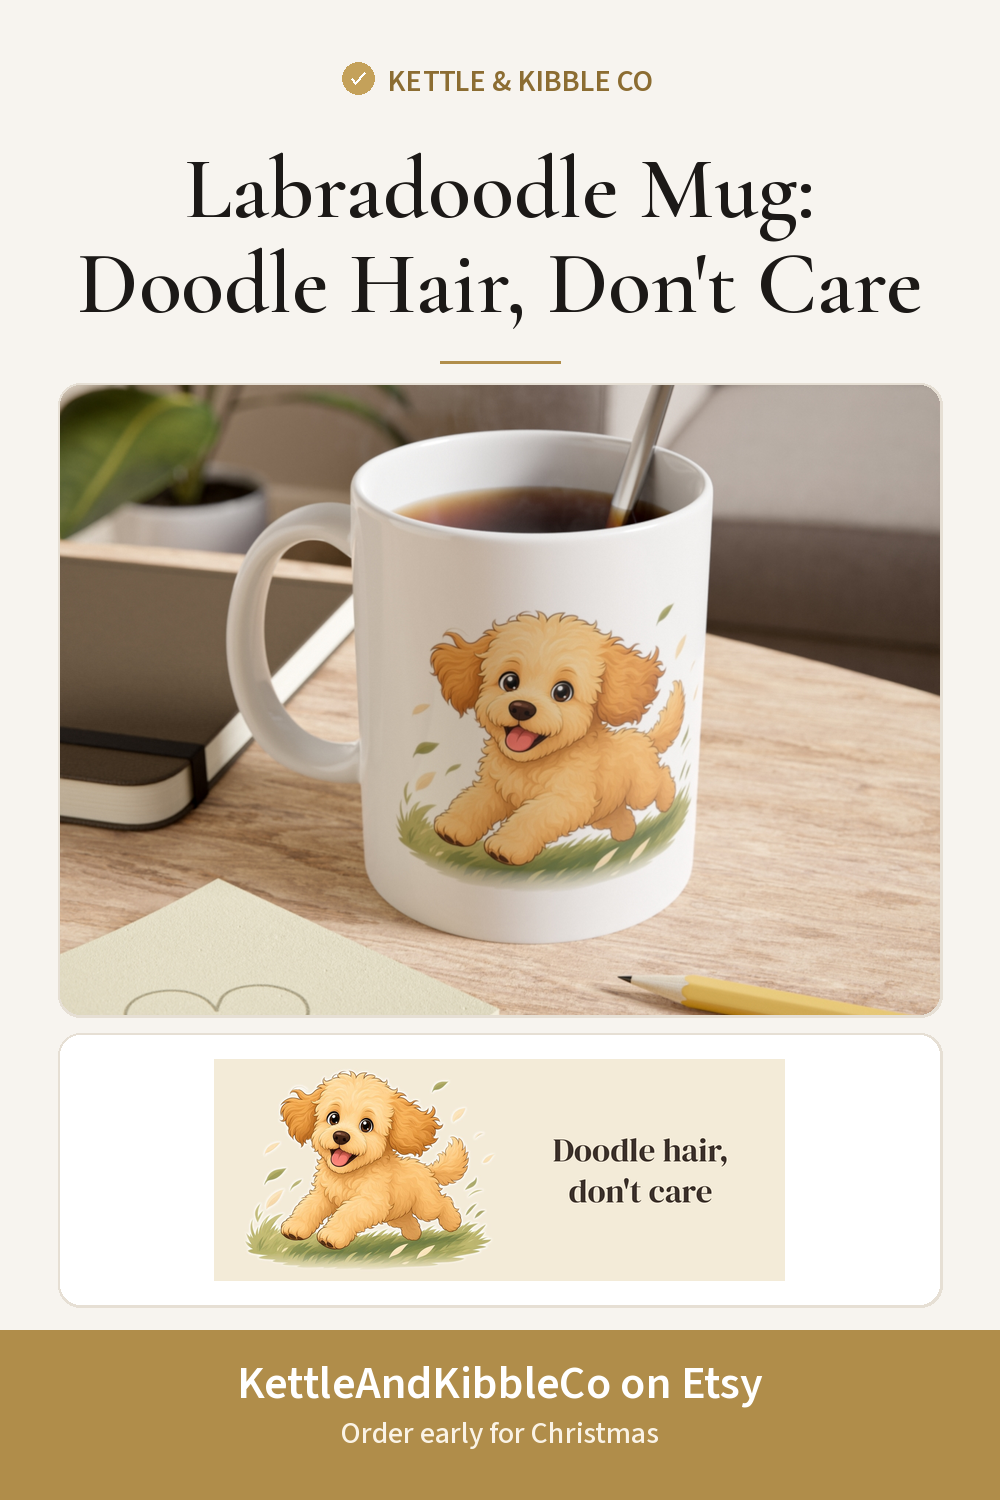 KETTLE & KIBBLE CO
Labradoodle Mug:
Doodle Hair, Don't Care
Doodle hair,
don't care
KettleAndKibbleCo on Etsy
Order early for Christmas